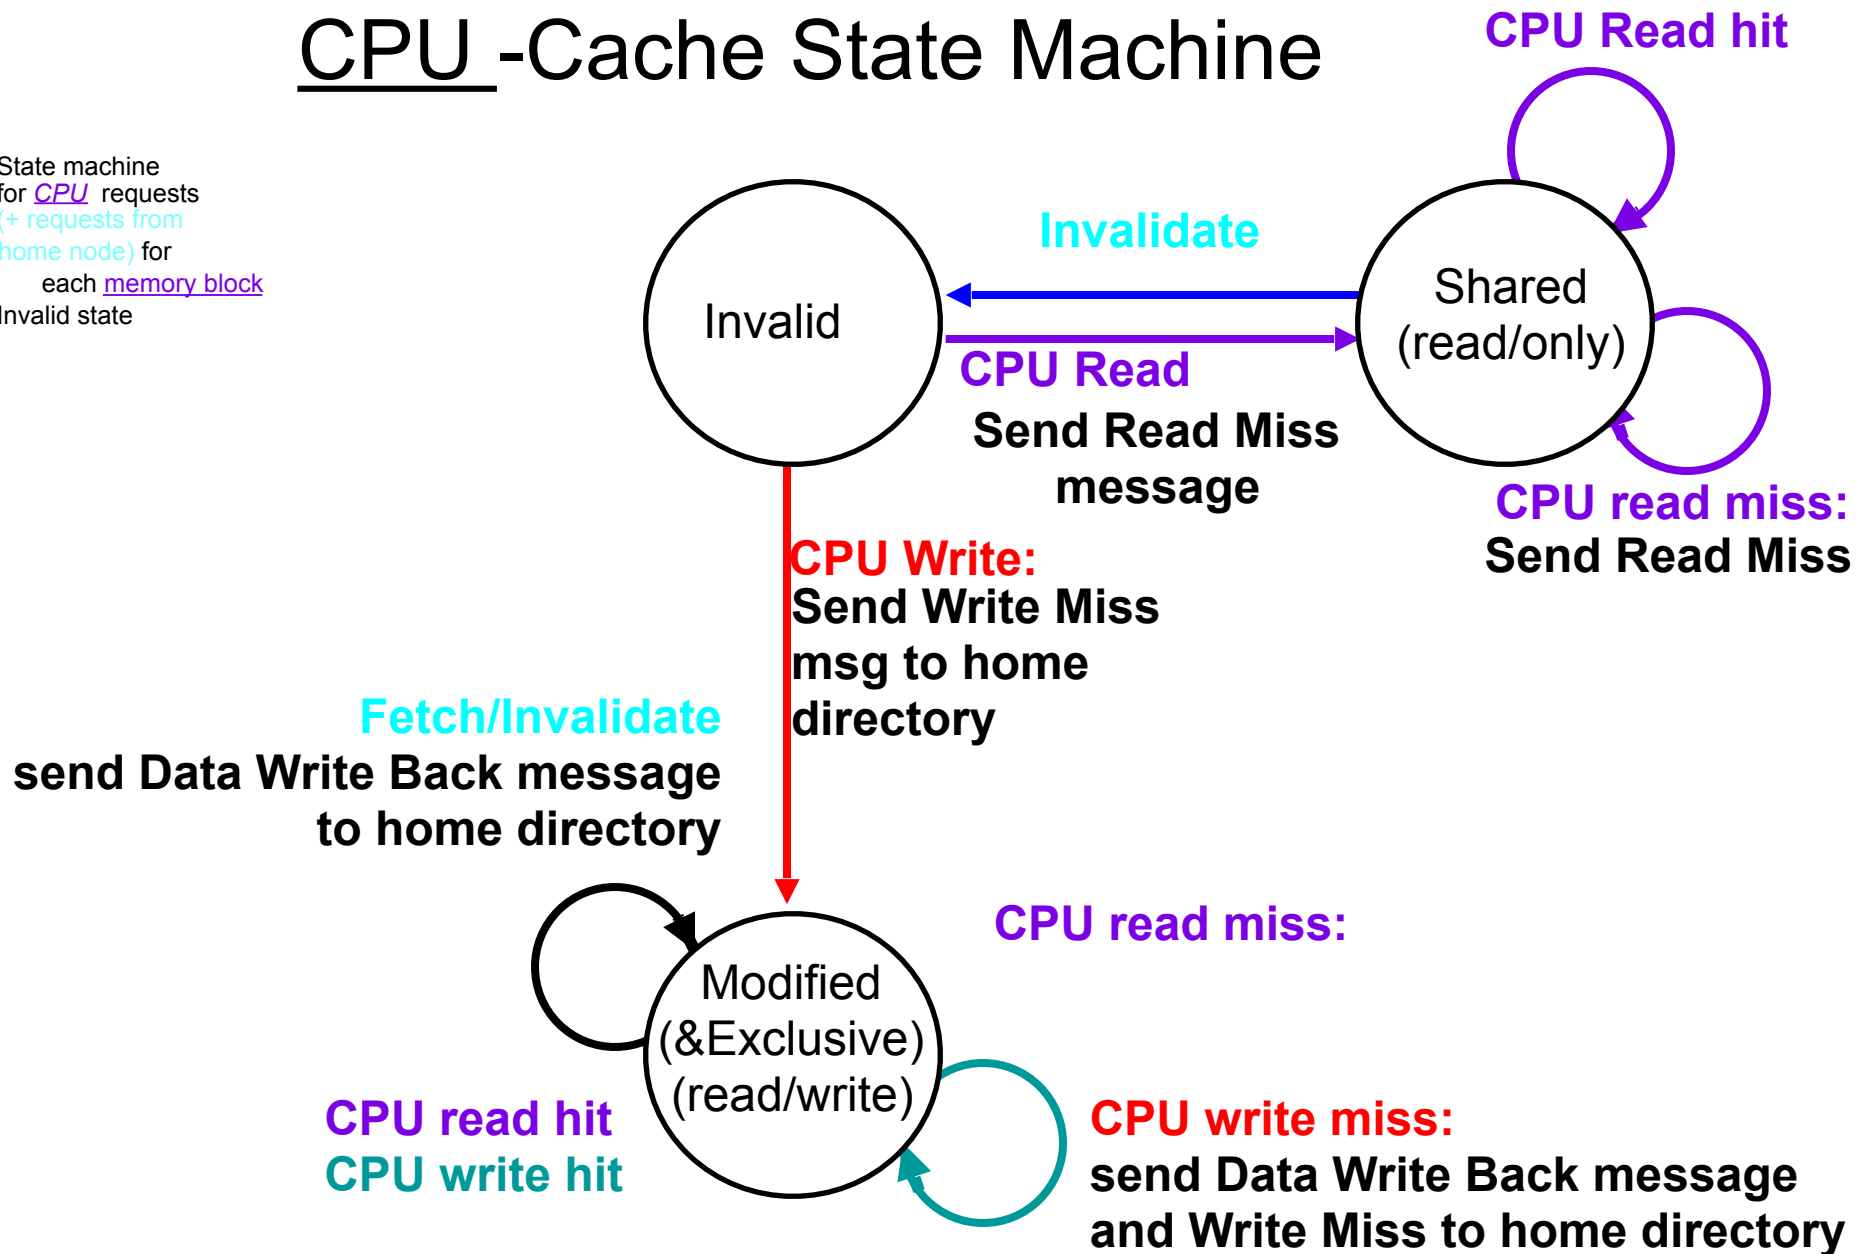 CPU -Cache State Machine
CPU Read hit
State machine
for CPU requests
(+ requests from
home node) for
each memory block
Invalid state
Invalidate
Invalid
Shared
(read/only)
CPU Read
Send Read Miss
message
CPU read miss:
Send Read Miss
CPU Write:
Send Write Miss
msg to home
directory
Fetch/Invalidate
send Data Write Back message
to home directory
CPU read miss:
Modified
(&Exclusive)
(read/write)
CPU read hit
CPU write hit
CPU write miss:
send Data Write Back message
and Write Miss to home directory